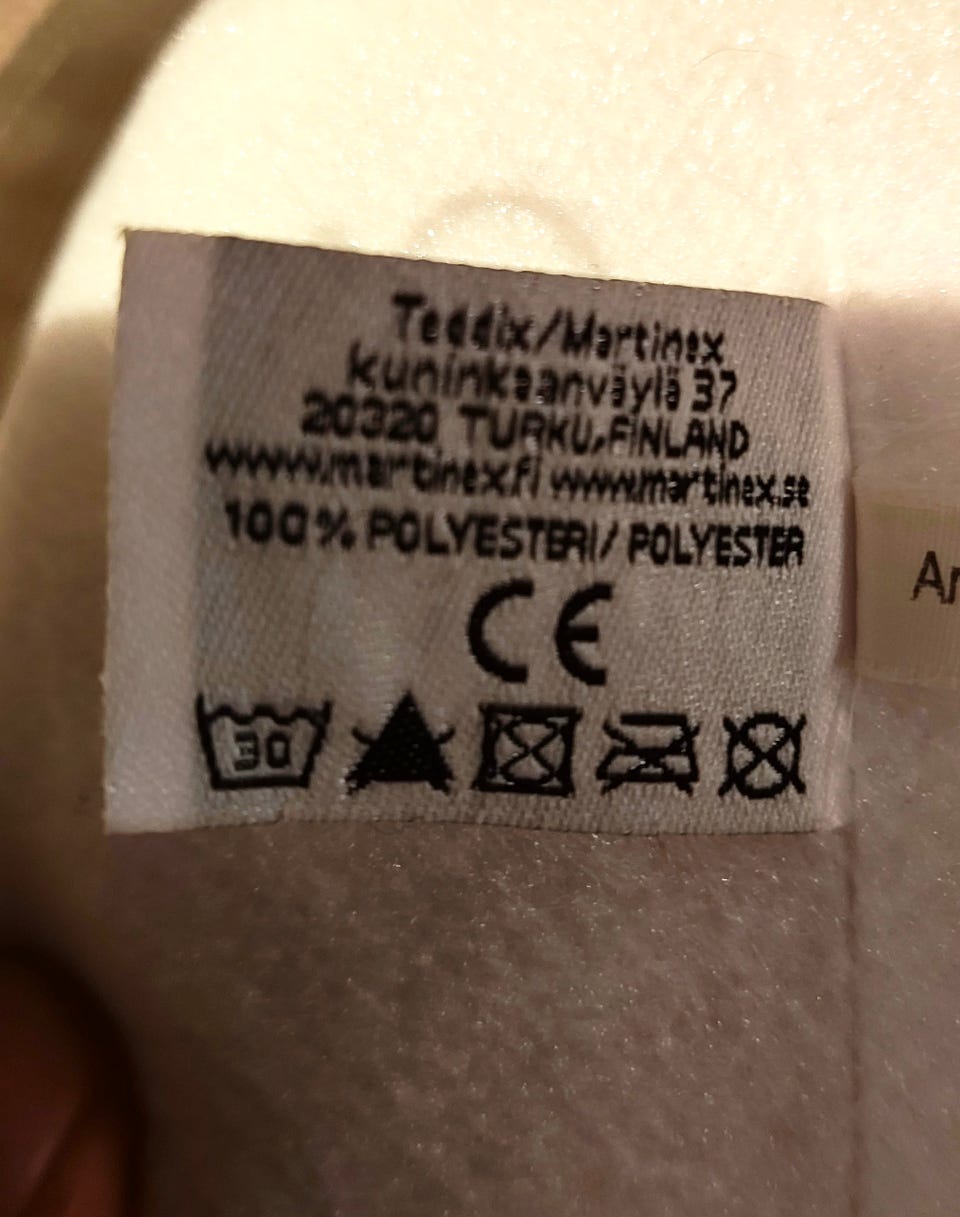 Teddix/Martinex
kuninkaanväylä 37
20320 TURKU, FINLAND
www.martinex.fi www.martinex.se
100% POLYESTERI/ POLYESTER
CE
30